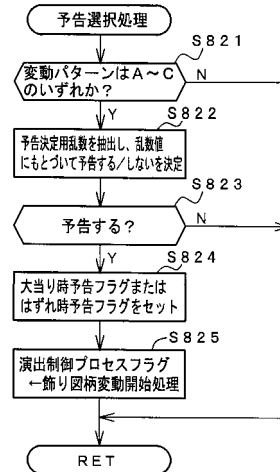 予告選択処理
S821
変動パターンはA～C
のいずれか？
N
Y
S822
予告決定用乱数を抽出し、乱数値
にもとづいて予告する/しないを決定
S823
予告する？
N
Y
S824
大当り時予告フラグまたは
はずれ時予告フラグをセット
S825
演出制御プロセスフラグ
←飾り図柄変動開始処理
RET